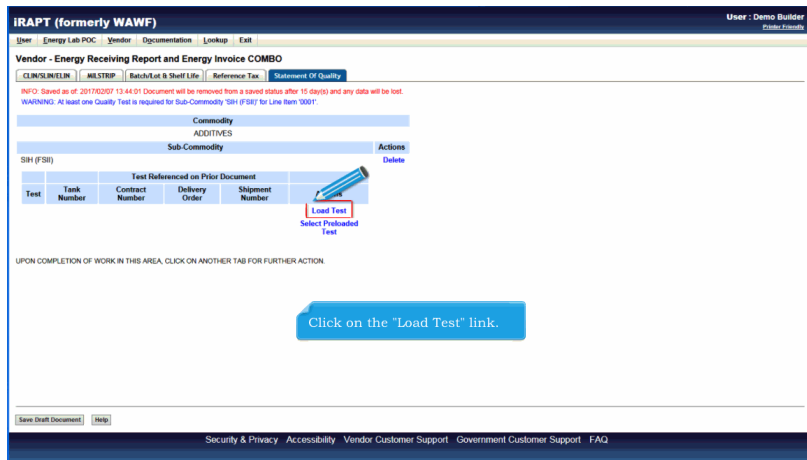 iRAPT (formerly WAWF)
User : Demo Builder
Printer Friendly
User Energy Lab POC Vendor Documentation Lookup Exit
Vendor - Energy Receiving Report and Energy Invoice COMBO
CLIN/SLIN/ELIN MILSTRIP Batch/Lot & Shelf Life Reference Tax Statement Of Quality
INFO: Saved as of: 2017/02/07 13:44:01 Document will be removed from a saved status after 15 day(s) and any data will be lost.
WARNING: At least one Quality Test is required for Sub-Commodity 'SIH (FSII)' for Line Item '0001'.
Commodity
ADDITIVES
Sub-Commodity Actions
SIH (FSII) Delete
Test Referenced on Prior Document
Test Tank Number Contract Number Delivery Order Shipment Number
Load Test
Select Preloaded Test
UPON COMPLETION OF WORK IN THIS AREA, CLICK ON ANOTHER TAB FOR FURTHER ACTION.
Click on the "Load Test" link.
Save Draft Document Help
Security & Privacy Accessibility Vendor Customer Support Government Customer Support FAQ